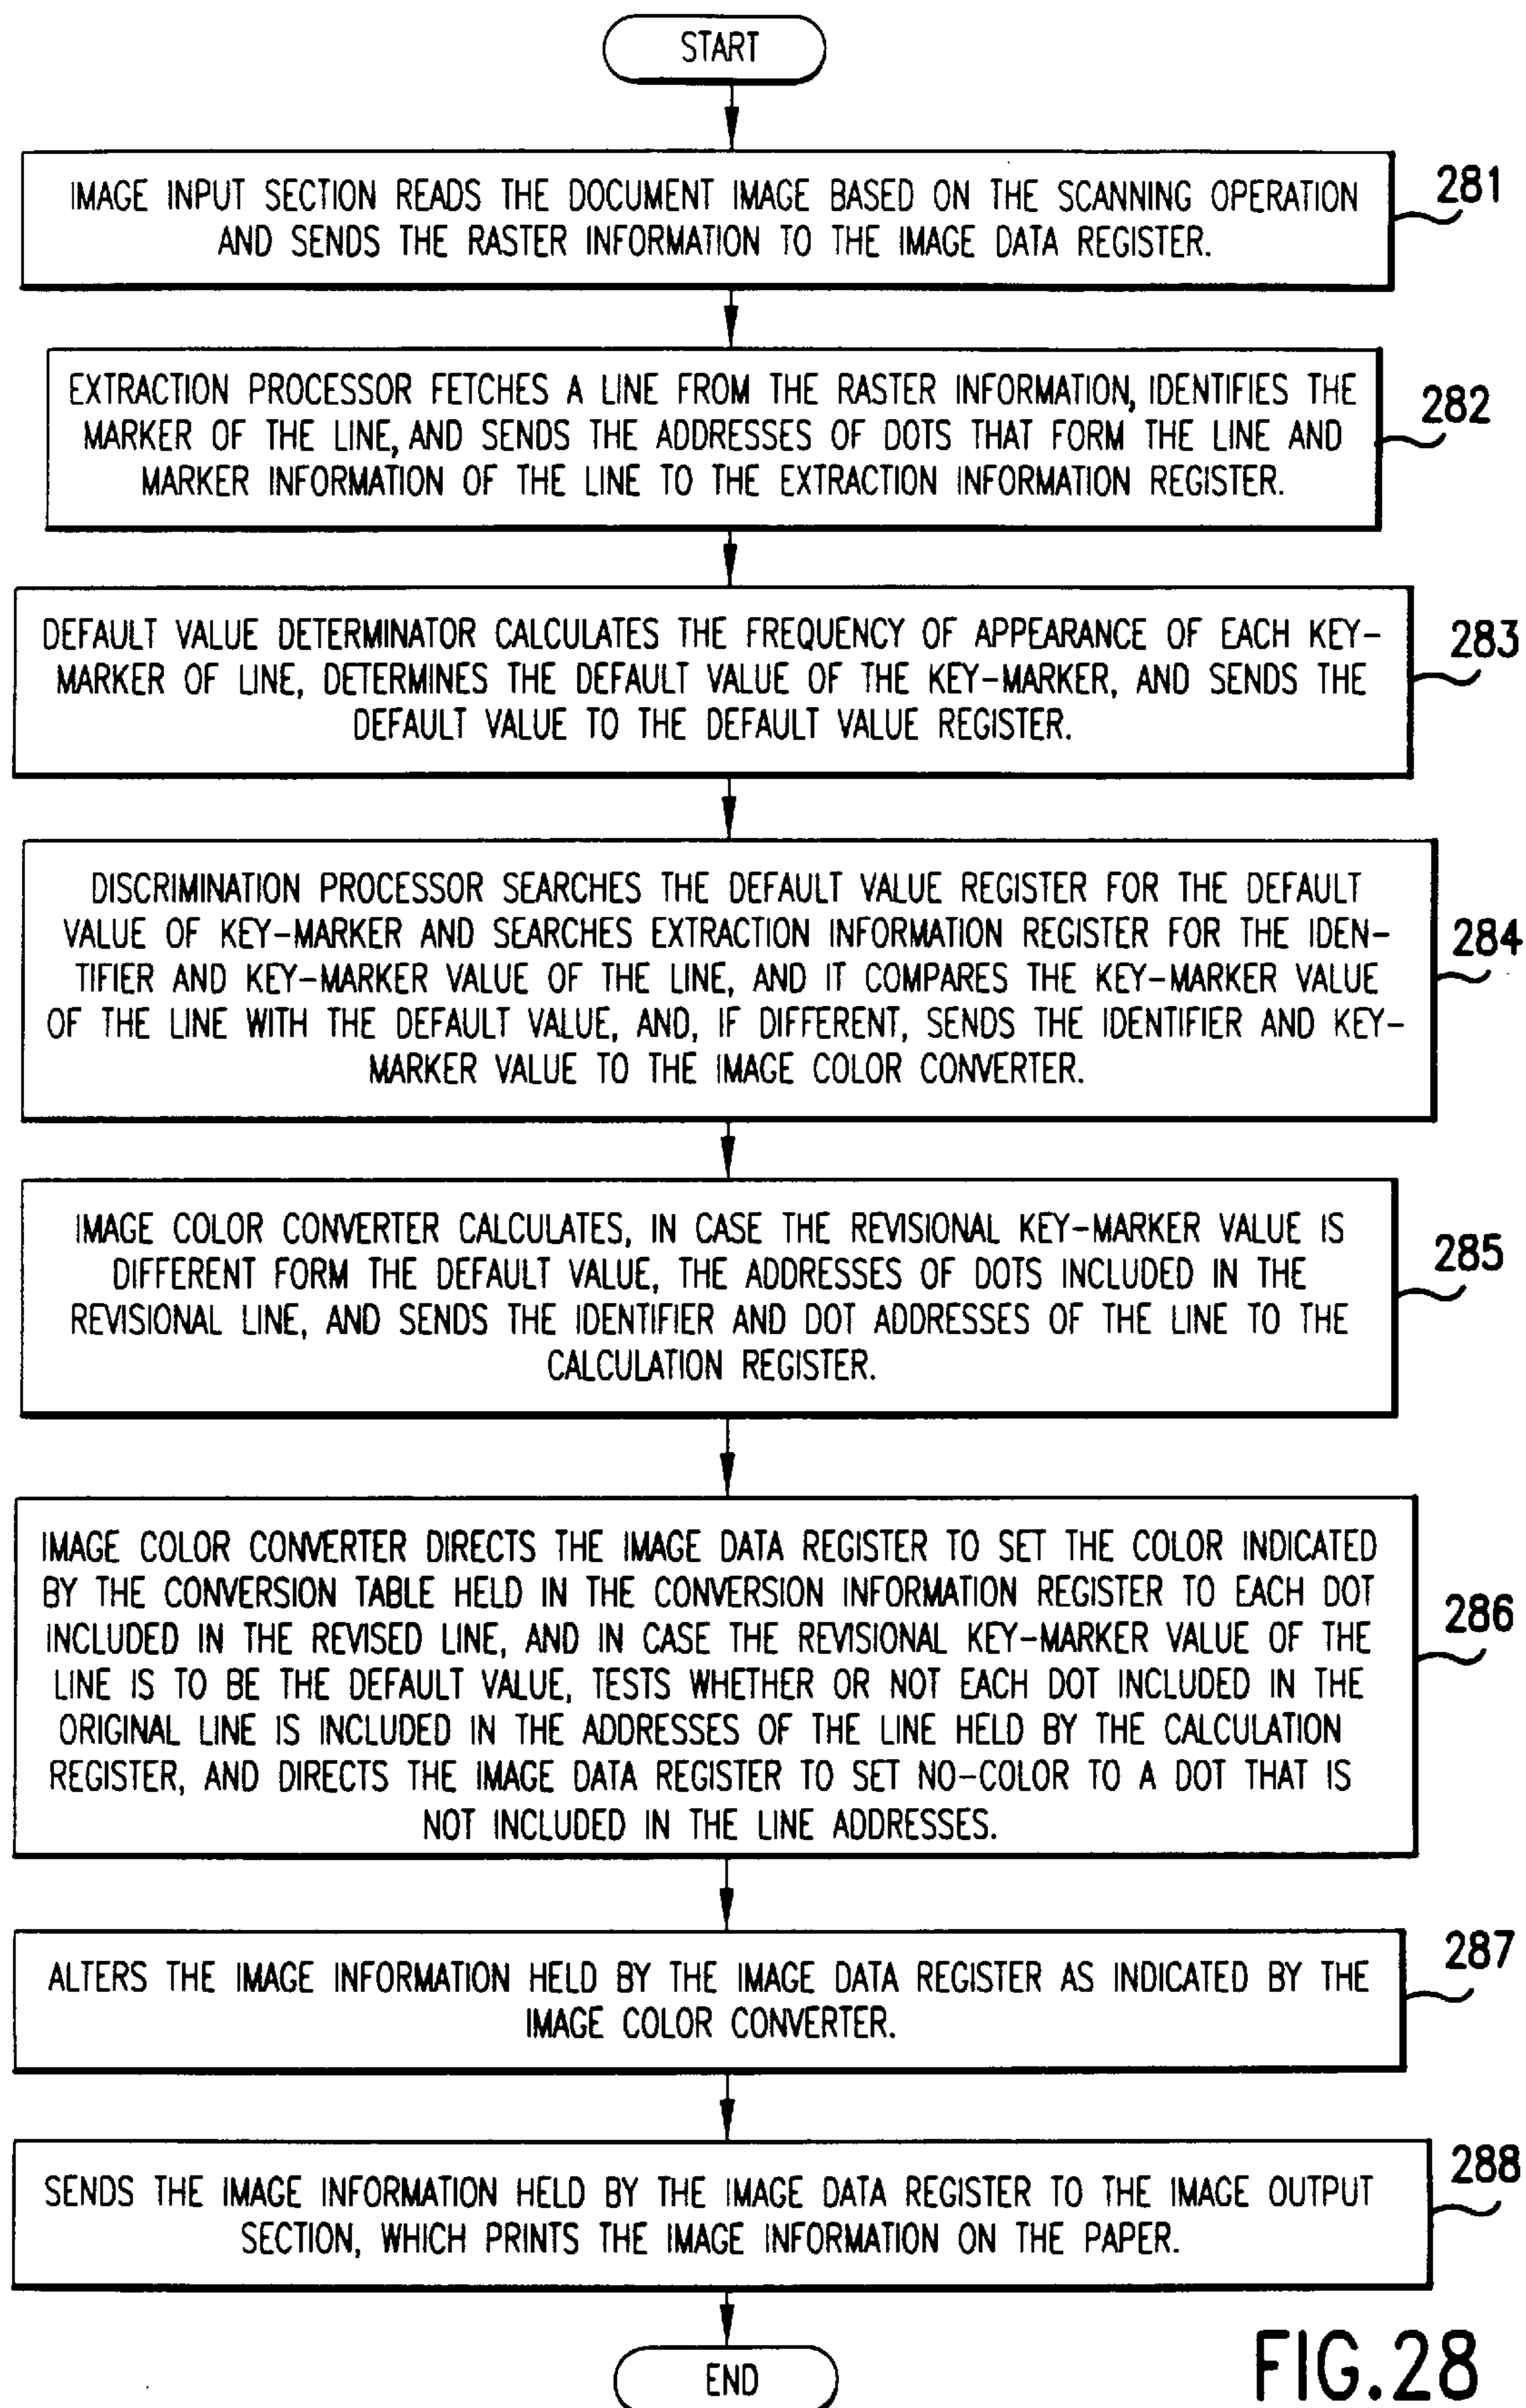 START
IMAGE INPUT SECTION READS THE DOCUMENT IMAGE BASED ON THE SCANNING OPERATION
AND SENDS THE RASTER INFORMATION TO THE IMAGE DATA REGISTER.
281
EXTRACTION PROCESSOR FETCHES A LINE FROM THE RASTER INFORMATION, IDENTIFIES THE
MARKER OF THE LINE, AND SENDS THE ADDRESSES OF DOTS THAT FORM THE LINE AND
MARKER INFORMATION OF THE LINE TO THE EXTRACTION INFORMATION REGISTER.
282
DEFAULT VALUE DETERMINATOR CALCULATES THE FREQUENCY OF APPEARANCE OF EACH KEY-
MARKER OF LINE, DETERMINES THE DEFAULT VALUE OF THE KEY-MARKER, AND SENDS THE
DEFAULT VALUE TO THE DEFAULT VALUE REGISTER.
283
DISCRIMINATION PROCESSOR SEARCHES THE DEFAULT VALUE REGISTER FOR THE DEFAULT
VALUE OF KEY-MARKER AND SEARCHES EXTRACTION INFORMATION REGISTER FOR THE IDEN-
TIFIER AND KEY-MARKER VALUE OF THE LINE, AND IT COMPARES THE KEY-MARKER VALUE
OF THE LINE WITH THE DEFAULT VALUE, AND, IF DIFFERENT, SENDS THE IDENTIFIER AND KEY-
MARKER VALUE TO THE IMAGE COLOR CONVERTER.
284
IMAGE COLOR CONVERTER CALCULATES, IN CASE THE REVISIONAL KEY-MARKER VALUE IS
DIFFERENT FORM THE DEFAULT VALUE, THE ADDRESSES OF DOTS INCLUDED IN THE
REVISIONAL LINE, AND SENDS THE IDENTIFIER AND DOT ADDRESSES OF THE LINE TO THE
CALCULATION REGISTER.
285
IMAGE COLOR CONVERTER DIRECTS THE IMAGE DATA REGISTER TO SET THE COLOR INDICATED
BY THE CONVERSION TABLE HELD IN THE CONVERSION INFORMATION REGISTER TO EACH DOT
INCLUDED IN THE REVISED LINE, AND IN CASE THE REVISIONAL KEY-MARKER VALUE OF THE
LINE IS TO BE THE DEFAULT VALUE, TESTS WHETHER OR NOT EACH DOT INCLUDED IN THE
ORIGINAL LINE IS INCLUDED IN THE ADDRESSES OF THE LINE HELD BY THE CALCULATION
REGISTER, AND DIRECTS THE IMAGE DATA REGISTER TO SET NO-COLOR TO A DOT THAT IS
NOT INCLUDED IN THE LINE ADDRESSES.
286
ALTERS THE IMAGE INFORMATION HELD BY THE IMAGE DATA REGISTER AS INDICATED BY THE
IMAGE COLOR CONVERTER.
287
SENDS THE IMAGE INFORMATION HELD BY THE IMAGE DATA REGISTER TO THE IMAGE OUTPUT
SECTION, WHICH PRINTS THE IMAGE INFORMATION ON THE PAPER.
288
END
FIG.28